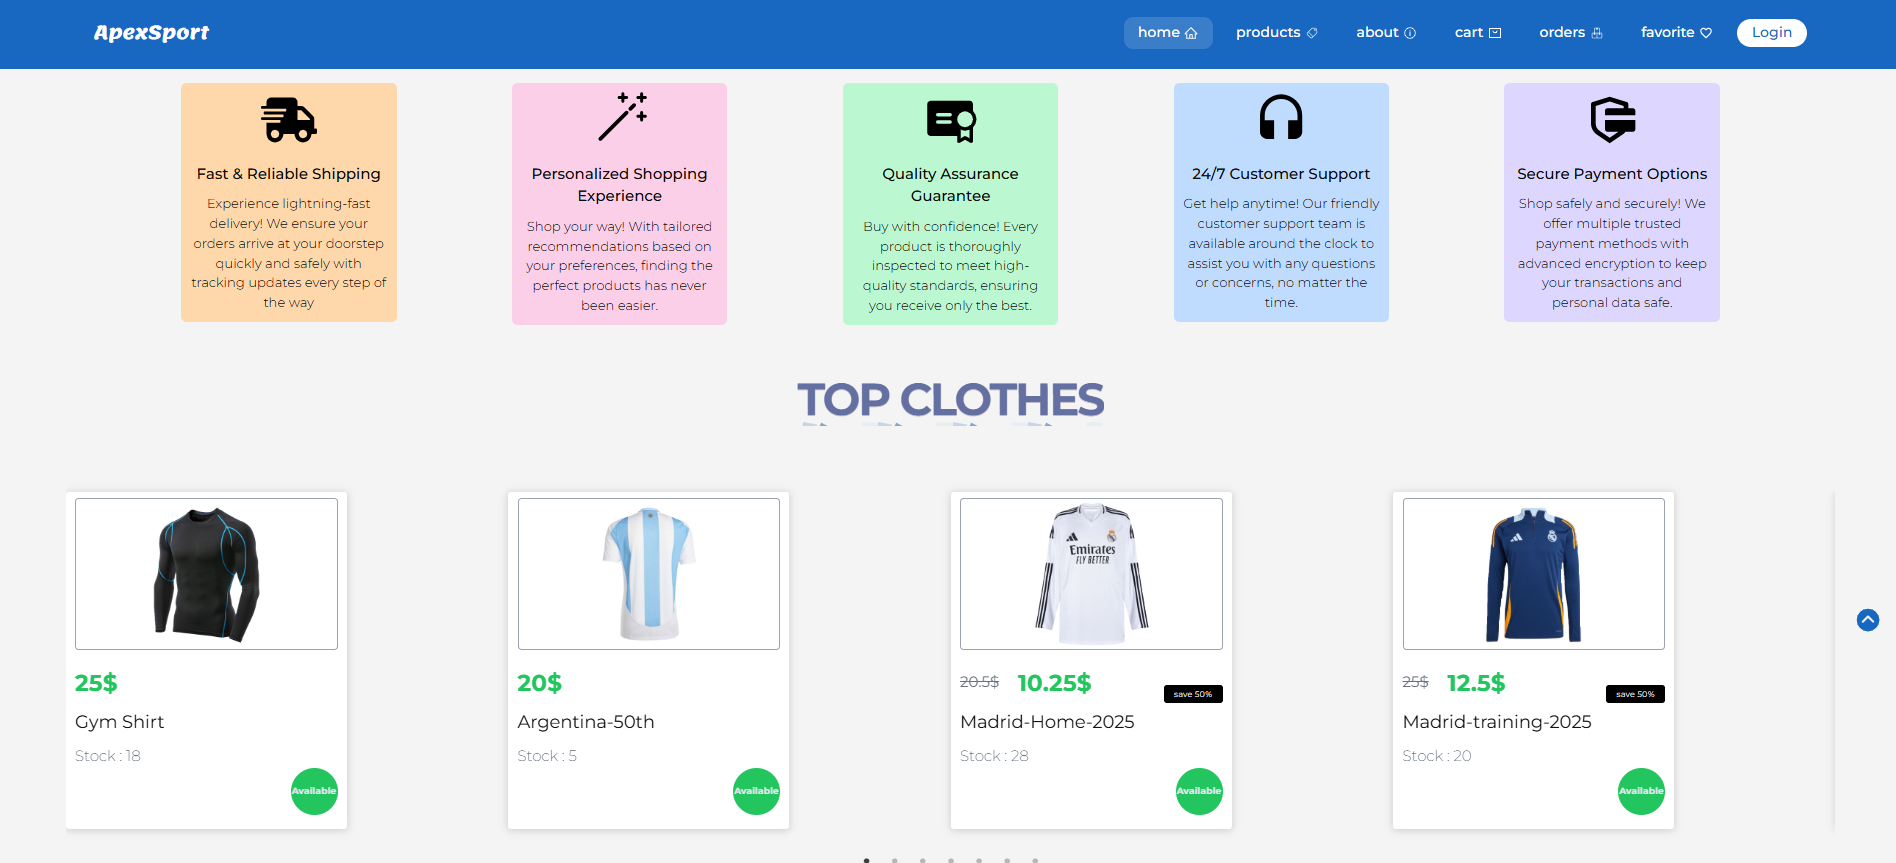 ApexSport
home
products
about
cart
orders
favorite
Login
Fast & Reliable Shipping
Experience lightning-fast
delivery! We ensure your
orders arrive at your doorstep
quickly and safely with
tracking updates every step of
the way
Personalized Shopping
Experience
Shop your way! With tailored
recommendations based on
your preferences, finding the
perfect products has never
been easier.
Quality Assurance
Guarantee
Buy with confidence! Every
product is thoroughly
inspected to meet high-
quality standards, ensuring
you receive only the best.
24/7 Customer Support
Get help anytime! Our friendly
customer support team is
available around the clock to
assist you with any questions
or concerns, no matter the
time.
Secure Payment Options
Shop safely and securely! We
offer multiple trusted
payment methods with
advanced encryption to keep
your transactions and
personal data safe.
TOP CLOTHES
25$
Gym Shirt
Stock : 18
Available
20$
Argentina-50th
Stock : 5
Available
Emirates
FLY BETTER
20.5$ 10.25$
save 50%
Madrid-Home-2025
Stock : 28
Available
25$ 12.5$
save 50%
Madrid-training-2025
Stock : 20
Available